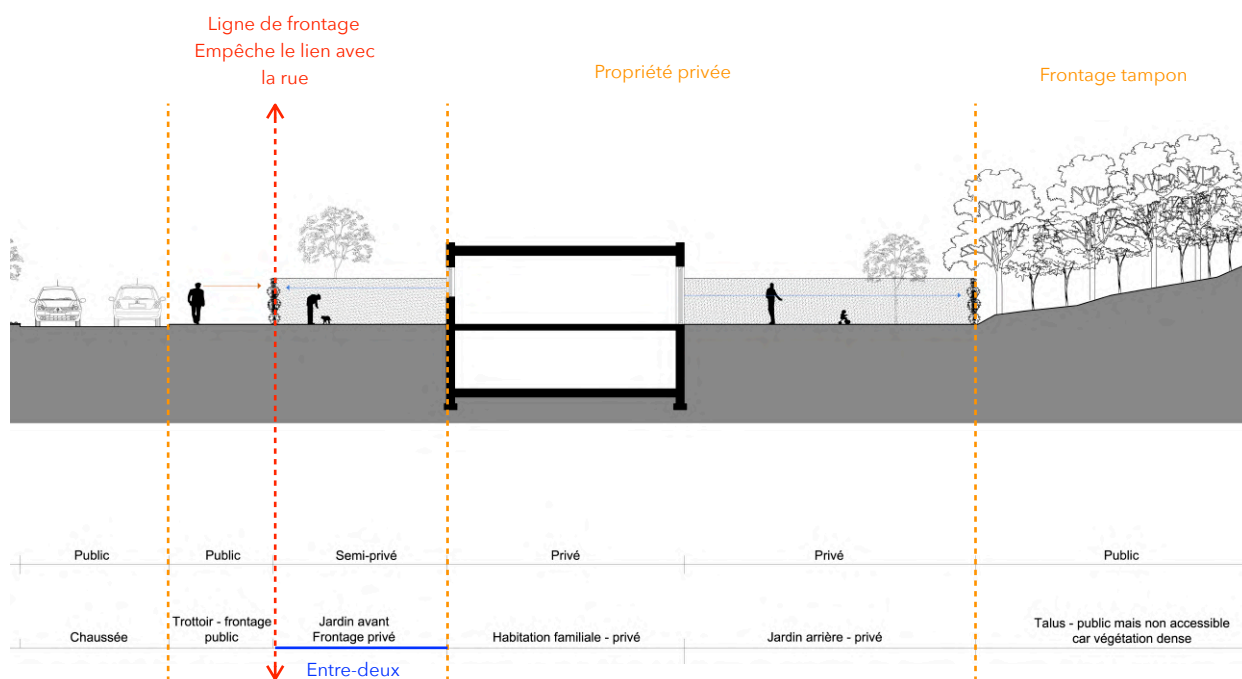 Ligne de frontage
Empêche le lien avec
la rue
Propriété privée
Frontage tampon
Public
Public
Semi-privé
Privé
Privé
Public
Chaussée
Trottoir - frontage
public
Jardin avant
Frontage privé
Habitation familiale - privé
Jardin arrière - privé
Talus - public mais non accessible
car végétation dense
Entre-deux